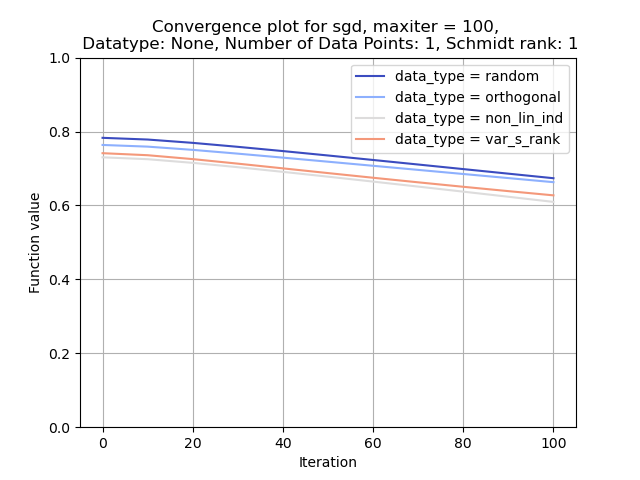 Convergence plot for sgd, maxiter = 100,
Datatype: None, Number of Data Points: 1, Schmidt rank: 1
data_type = random
data_type = orthogonal
data_type = non_lin_ind
data_type = var_s_rank
Function value
1.0
0.8
0.6
0.4
0.2
0.0
0 20 40 60 80 100
Iteration